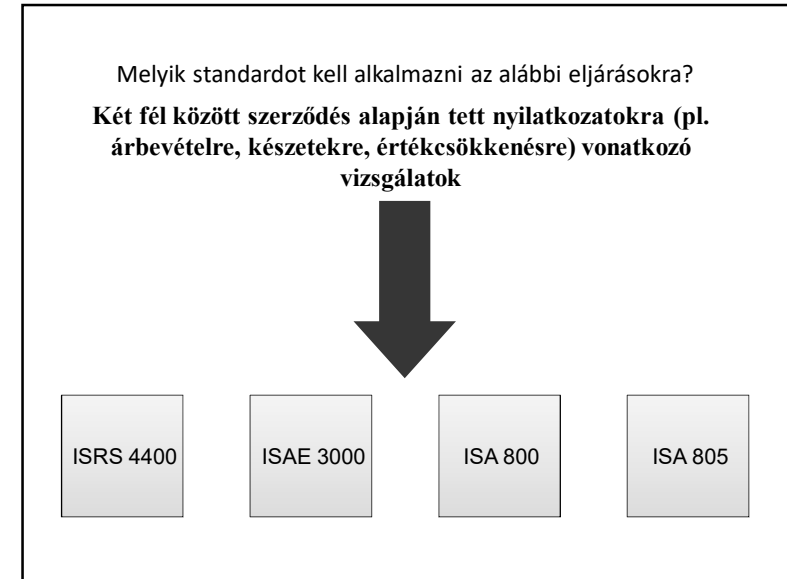 Melyik standardot kell alkalmazni az alábbi eljárásokra?
Két fél között szerződés alapján tett nyilatkozatokra (pl.
árbevételre, készetekre, értékcsökkenésre) vonatkozó
vizsgálatok
ISRS 4400
ISAE 3000
ISA 800
ISA 805